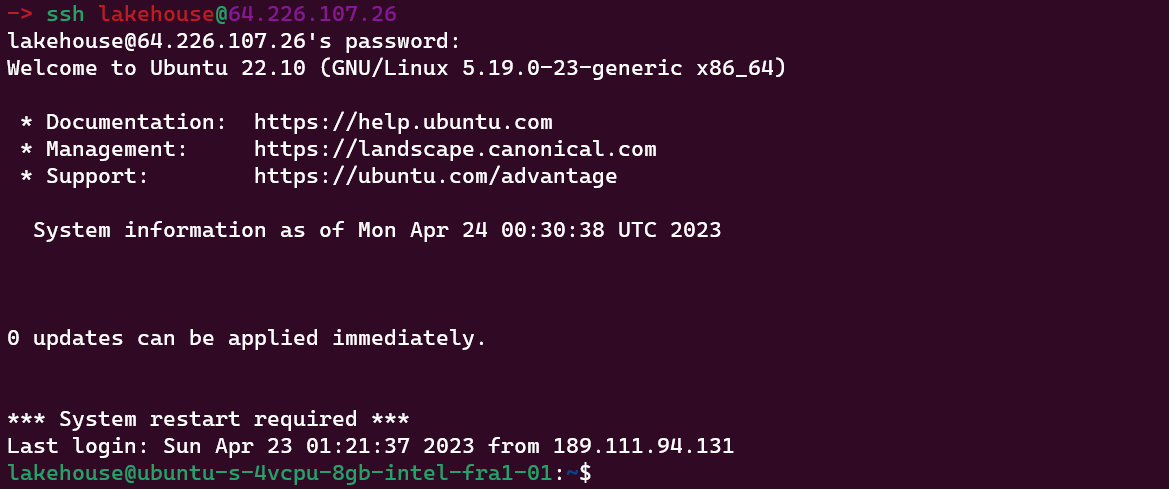 -> ssh lakehouse@64.226.107.26
lakehouse@64.226.107.26's password:
Welcome to Ubuntu 22.10 (GNU/Linux 5.19.0-23-generic x86_64)
* Documentation:  https://help.ubuntu.com
* Management:     https://landscape.canonical.com
* Support:        https://ubuntu.com/advantage
System information as of Mon Apr 24 00:30:38 UTC 2023
0 updates can be applied immediately.
*** System restart required ***
Last login: Sun Apr 23 01:21:37 2023 from 189.111.94.131
lakehouse@ubuntu-s-4vcpu-8gb-intel-fra1-01:~$